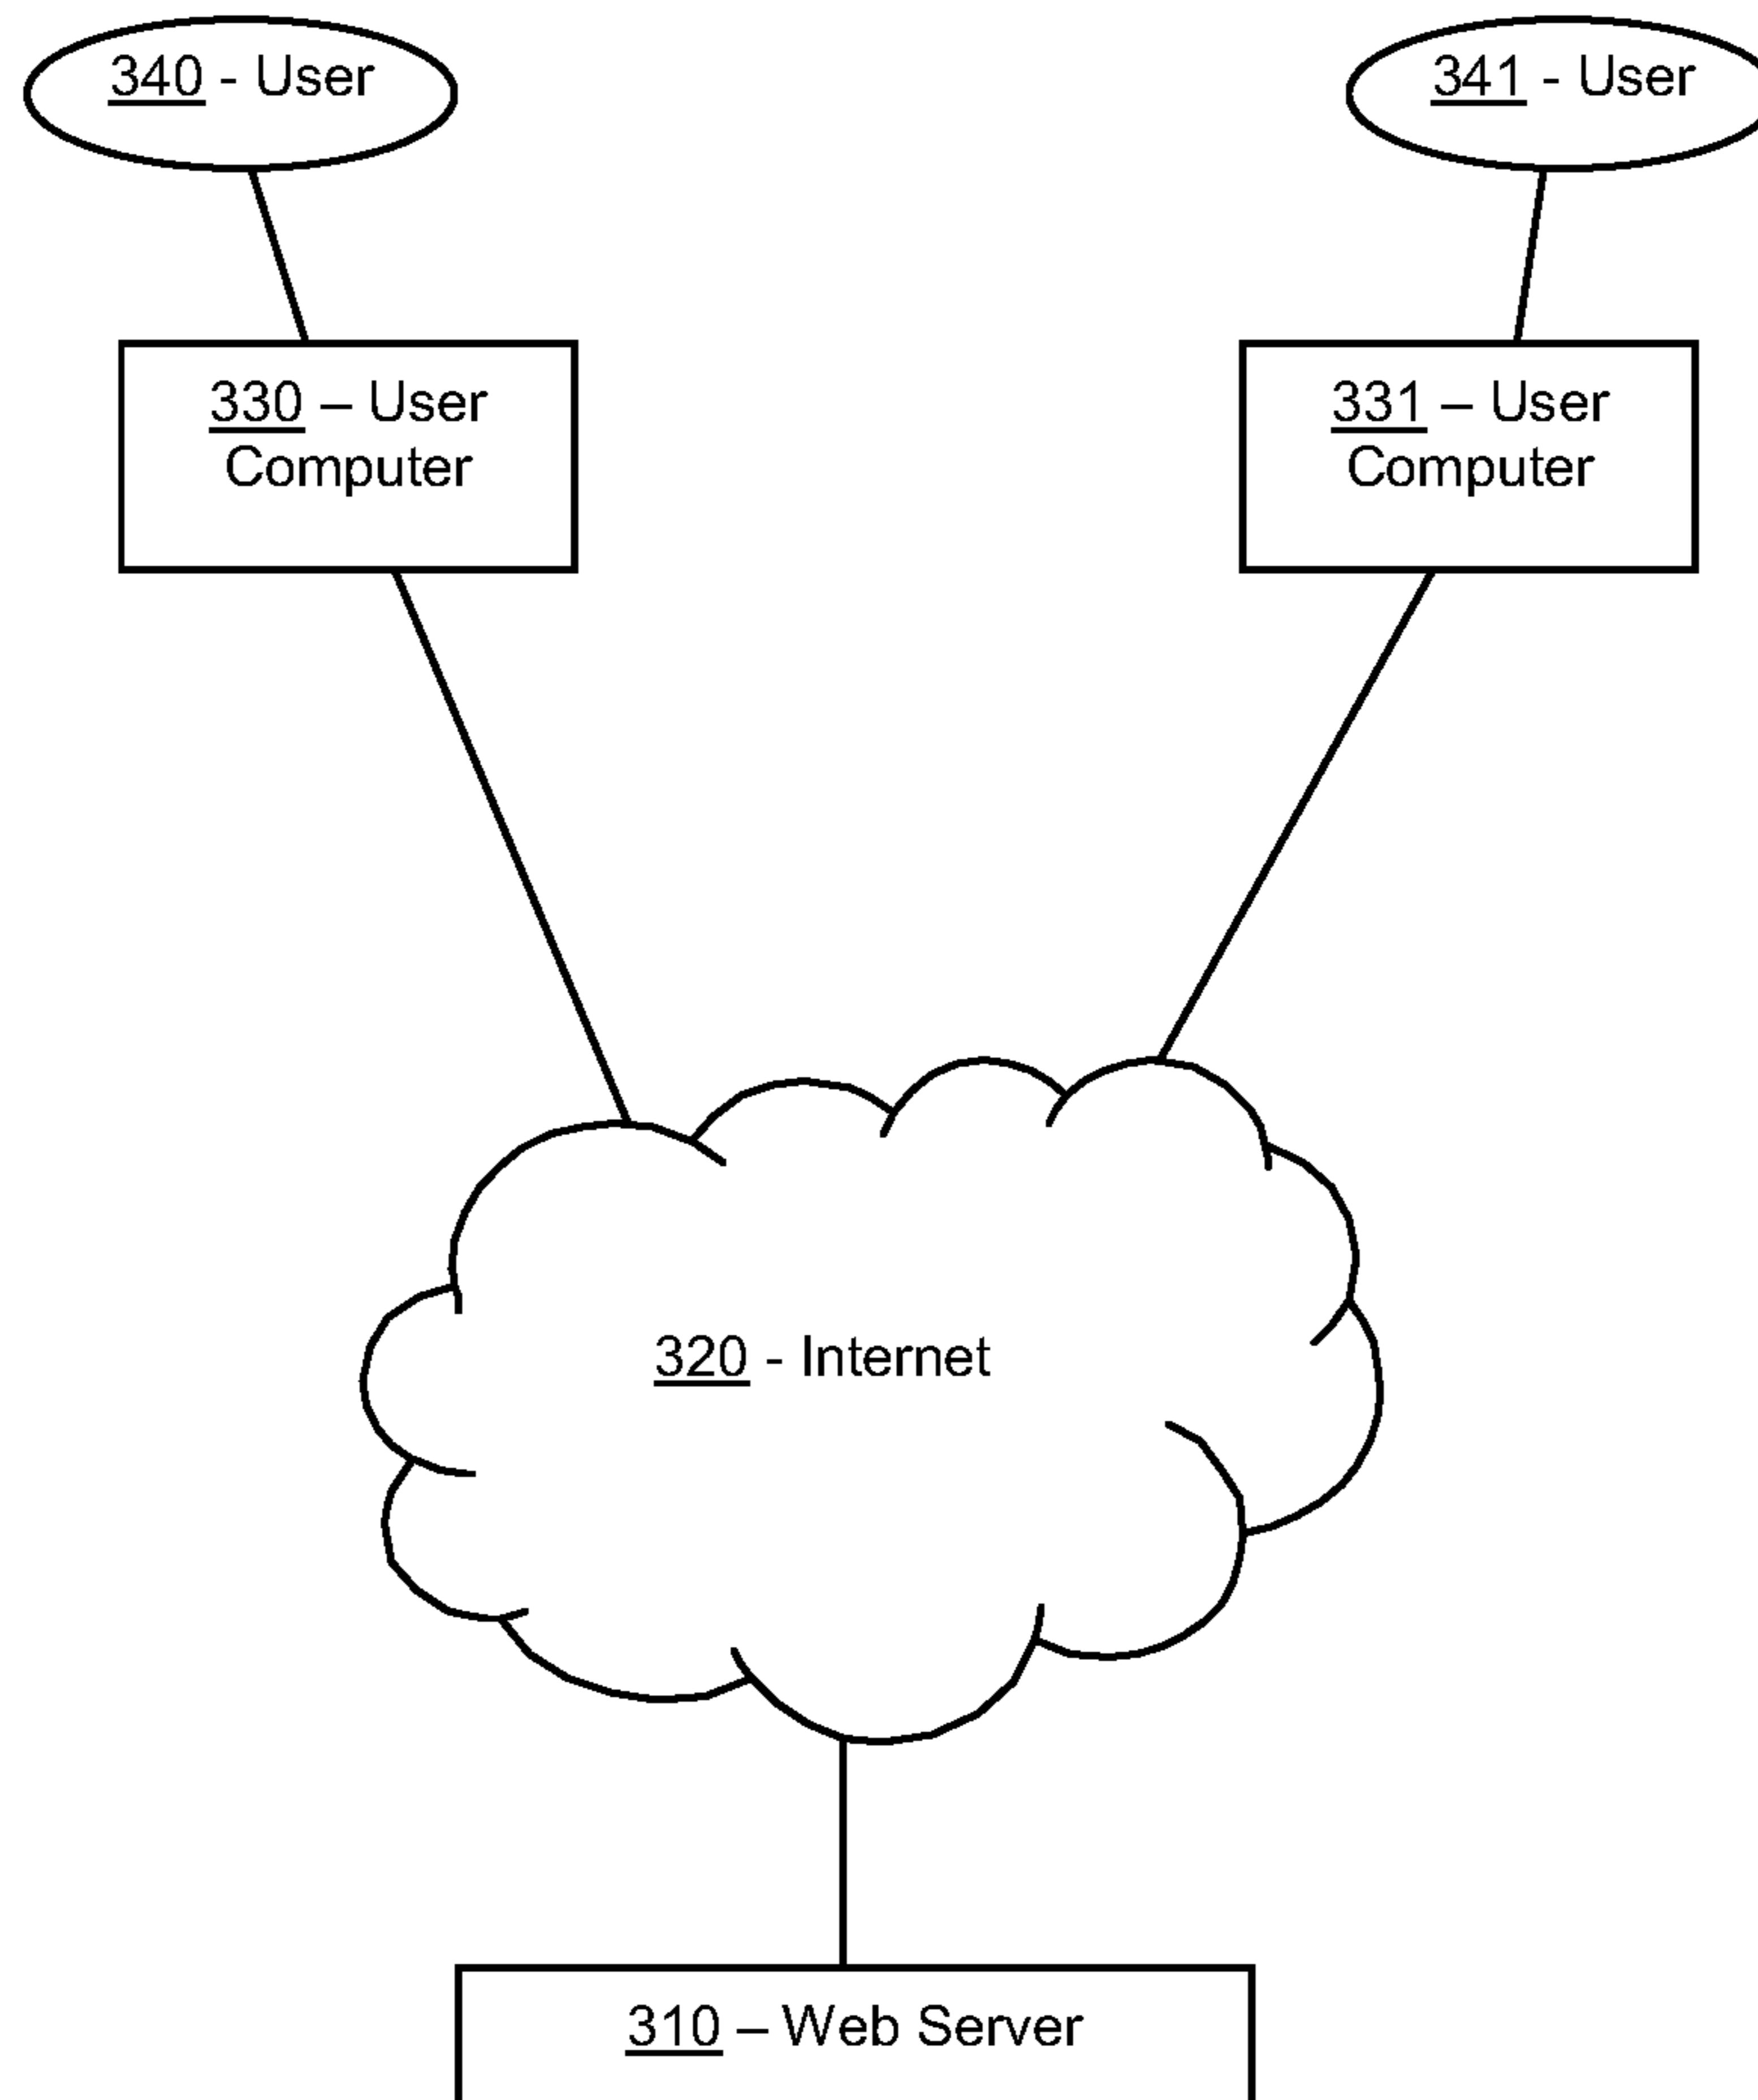 340 - User
341 - User
330 – User
Computer
331 – User
Computer
320 - Internet
310 – Web Server